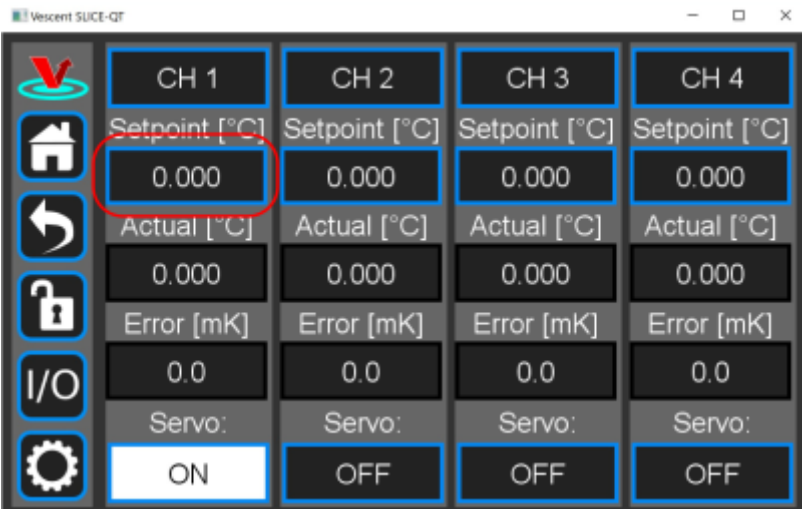 Vescent SLICE-QT
CH 1 CH 2 CH 3 CH 4
Setpoint [°C] Setpoint [°C] Setpoint [°C] Setpoint [°C]
0.000 0.000 0.000 0.000
Actual [°C] Actual [°C] Actual [°C] Actual [°C]
0.000 0.000 0.000 0.000
Error [mK] Error [mK] Error [mK] Error [mK]
I/O 0.0 0.0 0.0 0.0
Servo: Servo: Servo: Servo:
ON OFF OFF OFF